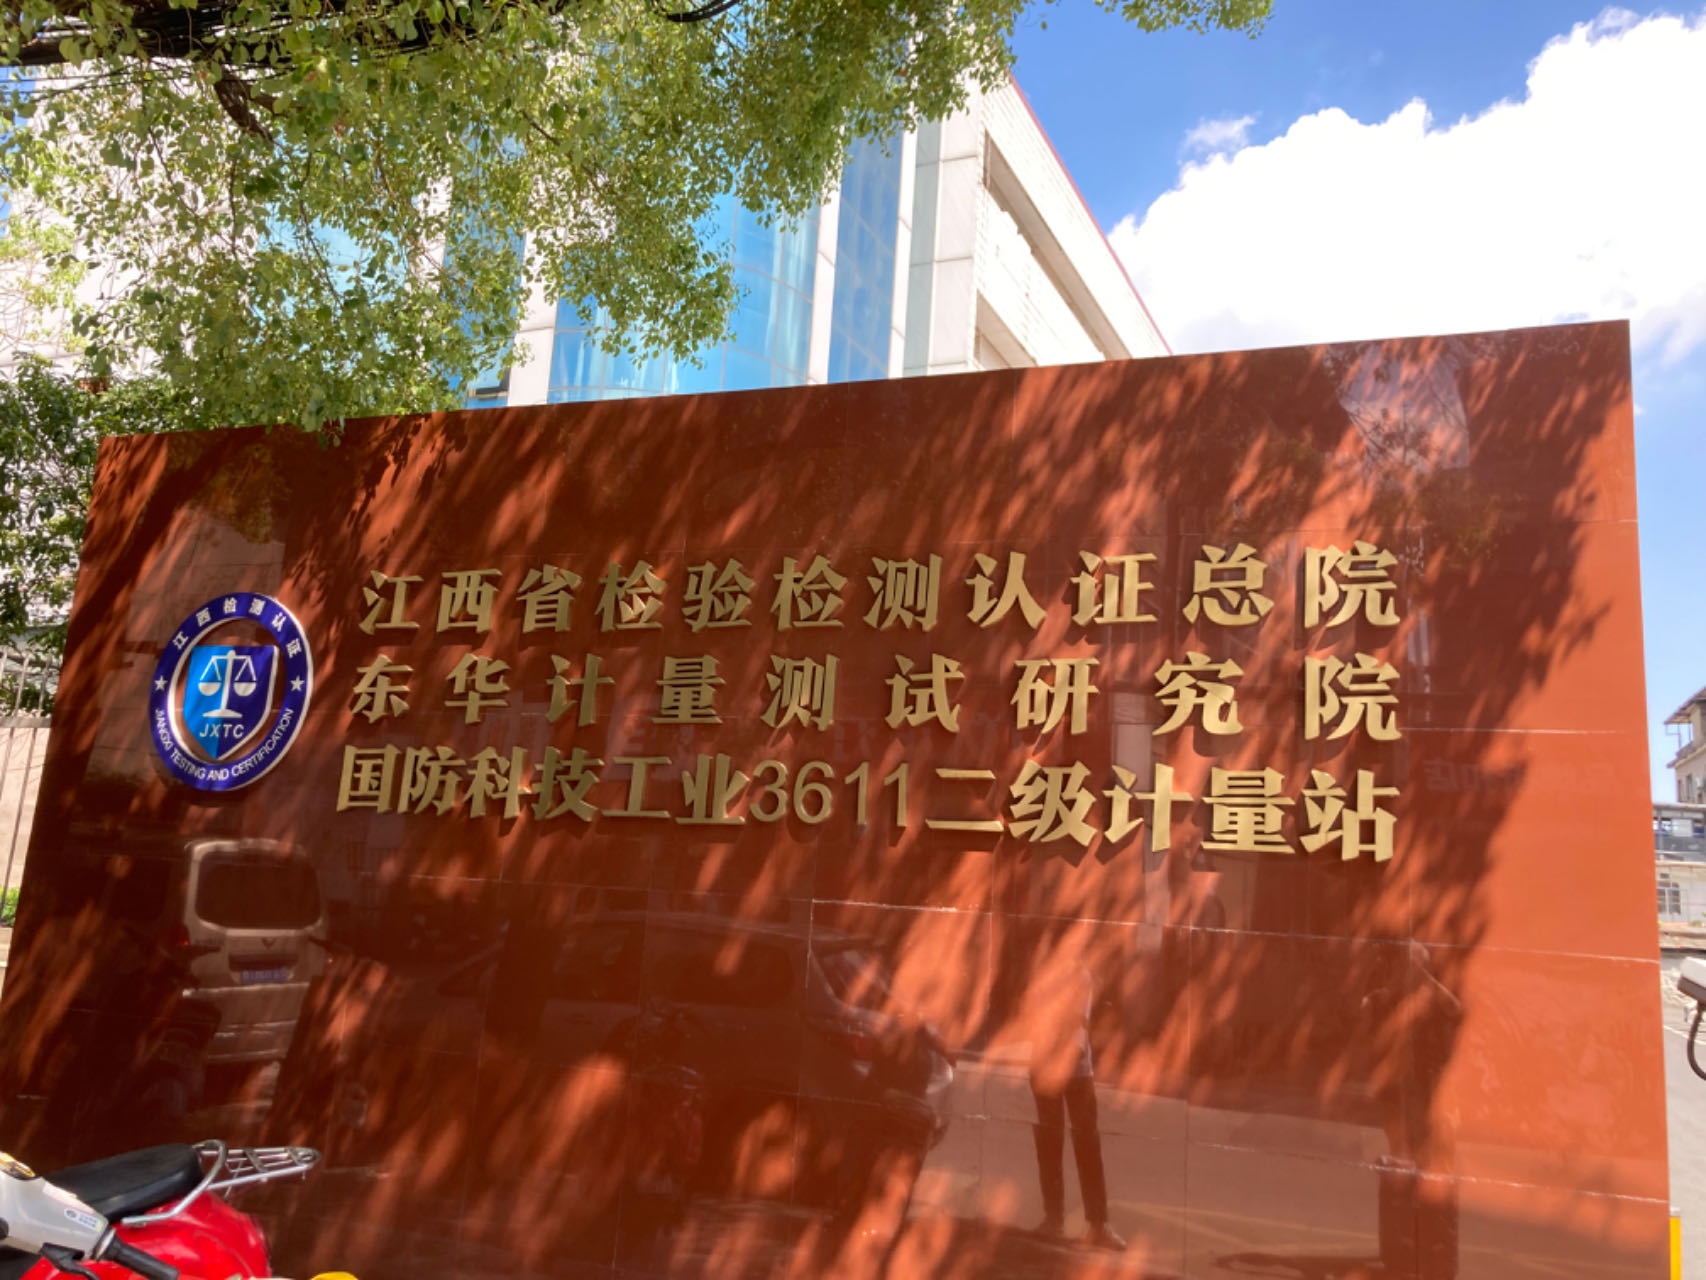 江西省检验检测认证总院
东华计量测试研究院
国防科技工业3611二级计量站
江西检测认证
JXTC
JIANGXI TESTING AND CERTIFICATION